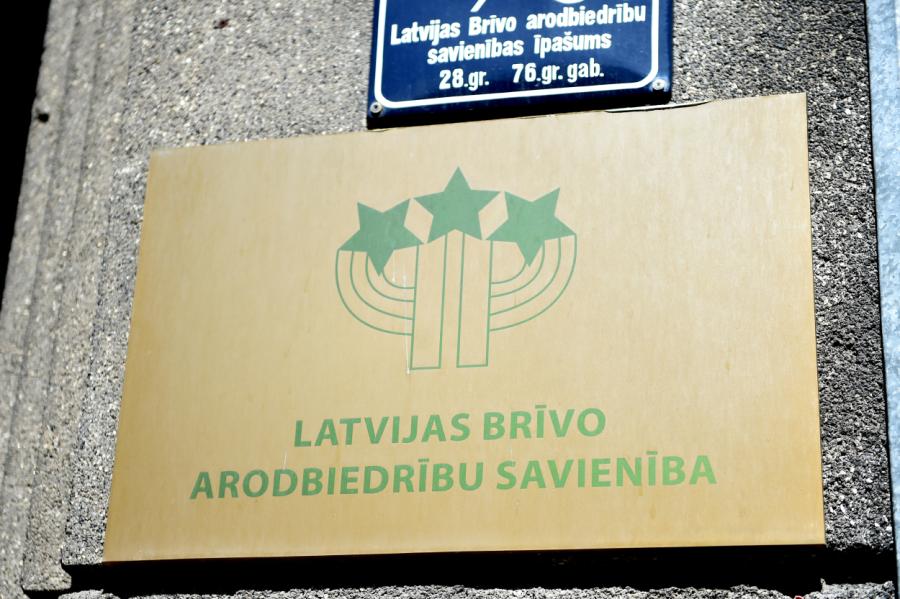 Latvijas Brīvo arodbiedrību
savienības īpašums
28.gr. 76.gr. gab.
LATVIJAS BRĪVO
ARODBIEDRĪBU SAVIENĪBA